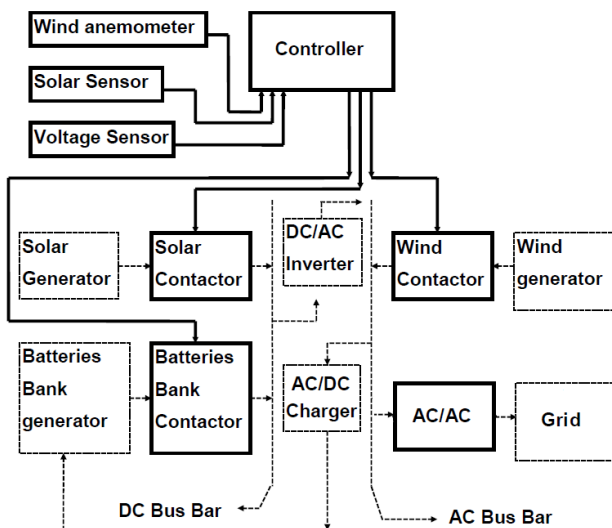 Wind anemometer
Controller
Solar Sensor
Voltage Sensor
Solar
Generator
Solar
Contactor
DC/AC
Inverter
Wind
Contactor
Wind
generator
Batteries
Bank
generator
Batteries
Bank
Contactor
AC/DC
Charger
AC/AC
Grid
DC Bus Bar
AC Bus Bar